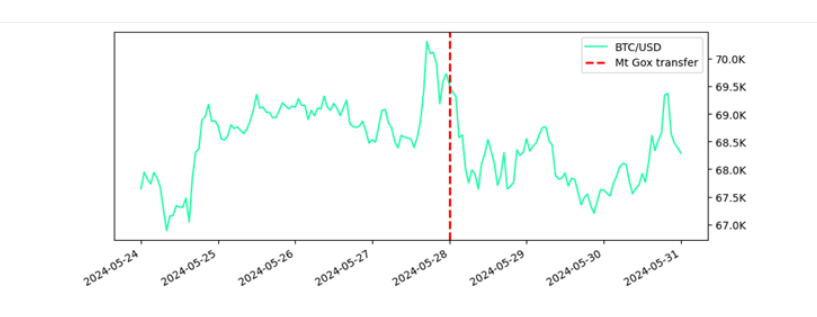 BTC/USD
Mt Gox transfer
70.0K
69.5K
69.0K
68.5K
68.0K
67.5K
67.0K
2024-05-24
2024-05-25
2024-05-26
2024-05-27
2024-05-28
2024-05-29
2024-05-30
2024-05-31